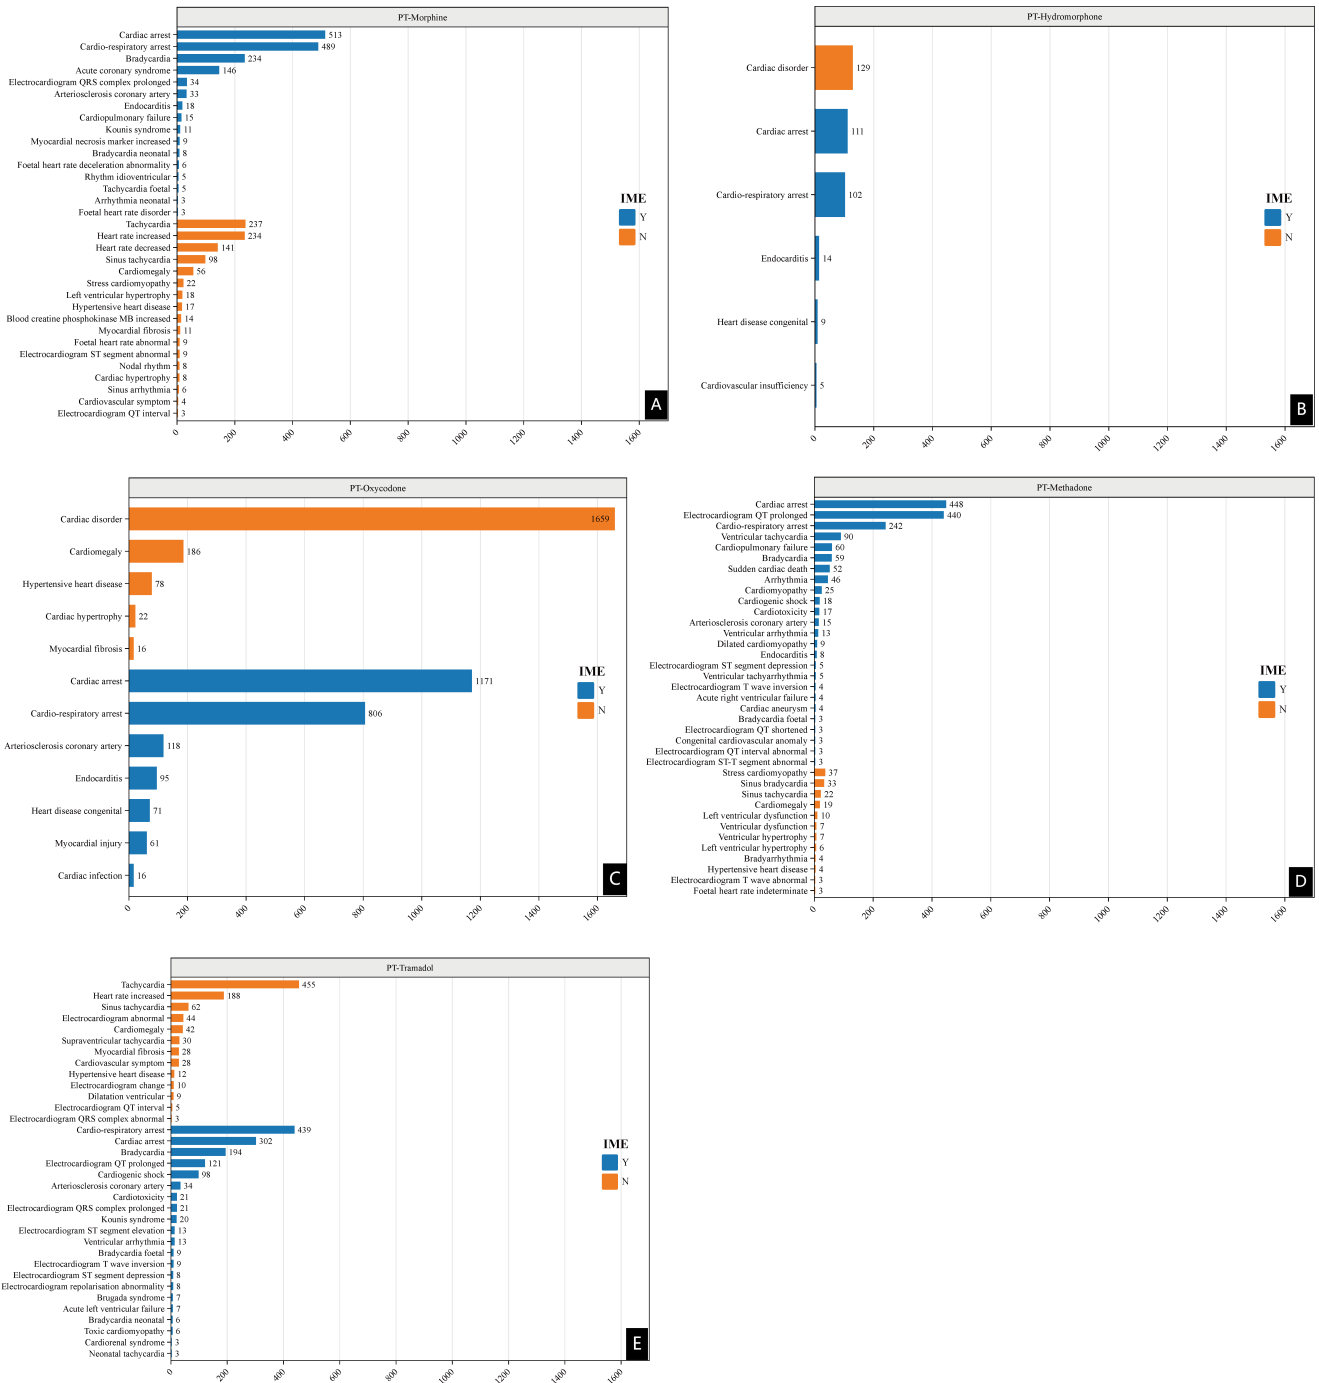 PT-Morphine
Cardiac arrest 513
Cardio-respiratory arrest 489
Bradycardia 234
Acute coronary syndrome 146
Electrocardiogram QRS complex prolonged 34
Arteriosclerosis coronary artery 33
Endocarditis 18
Cardiopulmonary failure 15
Kounis syndrome 11
Myocardial necrosis marker increased 9
Bradycardia neonatal 8
Foetal heart rate deceleration abnormality 6
Rhythm idioventricular 5
Tachycardia foetal 5
Arrhythmia neonatal 3
Foetal heart rate disorder 3
Tachycardia 237
Heart rate increased 234
Heart rate decreased 141
Sinus tachycardia 98
Cardiomegaly 56
Stress cardiomyopathy 22
Left ventricular hypertrophy 18
Hypertensive heart disease 17
Blood creatine phosphokinase MB increased 14
Myocardial fibrosis 11
Foetal heart rate abnormal 9
Electrocardiogram ST segment abnormal 9
Nodal rhythm 8
Cardiac hypertrophy 8
Sinus arrhythmia 6
Cardiovascular symptom 4
Electrocardiogram QT interval 3
0 200 400 600 800 1000 1200 1400 1600
IME
Y
N
A
PT-Hydromorphone
Cardiac disorder 129
Cardiac arrest 111
Cardio-respiratory arrest 102
Endocarditis 14
Heart disease congenital 9
Cardiovascular insufficiency 5
0 200 400 600 800 1000 1200 1400 1600
IME
Y
N
B
PT-Oxycodone
Cardiac disorder 1659
Cardiomegaly 186
Hypertensive heart disease 78
Cardiac hypertrophy 22
Myocardial fibrosis 16
Cardiac arrest 1171
Cardio-respiratory arrest 806
Arteriosclerosis coronary artery 118
Endocarditis 95
Heart disease congenital 71
Myocardial injury 61
Cardiac infection 16
0 200 400 600 800 1000 1200 1400 1600
IME
Y
N
C
PT-Methadone
Cardiac arrest 448
Electrocardiogram QT prolonged 440
Cardio-respiratory arrest 242
Ventricular tachycardia 90
Cardiopulmonary failure 60
Bradycardia 59
Sudden cardiac death 52
Arrhythmia 46
Cardiomyopathy 25
Cardiogenic shock 18
Cardiotoxicity 17
Arteriosclerosis coronary artery 15
Ventricular arrhythmia 13
Dilated cardiomyopathy 9
Endocarditis 8
Electrocardiogram ST segment depression 5
Ventricular tachyarrhythmia 5
Electrocardiogram T wave inversion 4
Acute right ventricular failure 4
Cardiac aneurysm 4
Bradycardia foetal 3
Electrocardiogram QT shortened 3
Congenital cardiovascular anomaly 3
Electrocardiogram QT interval abnormal 3
Electrocardiogram ST-T segment abnormal 3
Stress cardiomyopathy 37
Sinus bradycardia 33
Sinus tachycardia 22
Cardiomegaly 19
Left ventricular dysfunction 10
Ventricular dysfunction 7
Ventricular hypertrophy 7
Left ventricular hypertrophy 6
Bradyarrhythmia 4
Hypertensive heart disease 4
Electrocardiogram T wave abnormal 3
Foetal heart rate indeterminate 3
0 200 400 600 800 1000 1200 1400 1600
IME
Y
N
D
PT-Tramadol
Tachycardia 455
Heart rate increased 188
Sinus tachycardia 62
Electrocardiogram abnormal 44
Cardiomegaly 42
Supraventricular tachycardia 30
Myocardial fibrosis 28
Cardiovascular symptom 28
Hypertensive heart disease 12
Electrocardiogram change 10
Dilatation ventricular 9
Electrocardiogram QT interval 5
Electrocardiogram QRS complex abnormal 3
Cardio-respiratory arrest 439
Cardiac arrest 302
Bradycardia 194
Electrocardiogram QT prolonged 121
Cardiogenic shock 98
Arteriosclerosis coronary artery 34
Cardiotoxicity 21
Electrocardiogram QRS complex prolonged 21
Kounis syndrome 20
Electrocardiogram ST segment elevation 13
Ventricular arrhythmia 13
Bradycardia foetal 9
Electrocardiogram T wave inversion 9
Electrocardiogram ST segment depression 8
Electrocardiogram repolarisation abnormality 8
Brugada syndrome 7
Acute left ventricular failure 7
Bradycardia neonatal 6
Toxic cardiomyopathy 6
Cardiorenal syndrome 3
Neonatal tachycardia 3
0 200 400 600 800 1000 1200 1400 1600
IME
Y
N
E